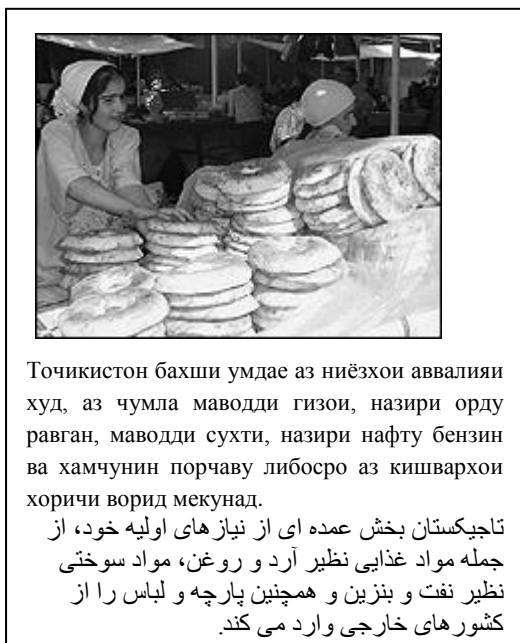 Точикистон бахши умдае аз ниёзхои аввалияи
худ, аз чумла маводди гизои, назири орду
равган, маводди сухти, назири нафту бензин
ва хамчунин порчаву либосро аз кишвархои
хоричи ворид мекунад.
تاجیکستان بخش عمده ای از نیازهای اولیه خود، از
جمله مواد غذایی نظیر آرد و روغن، مواد سوختی
نظیر نفت و بنزین و همچنین پارچه و لباس را از
کشورهای خارجی وارد می کند.